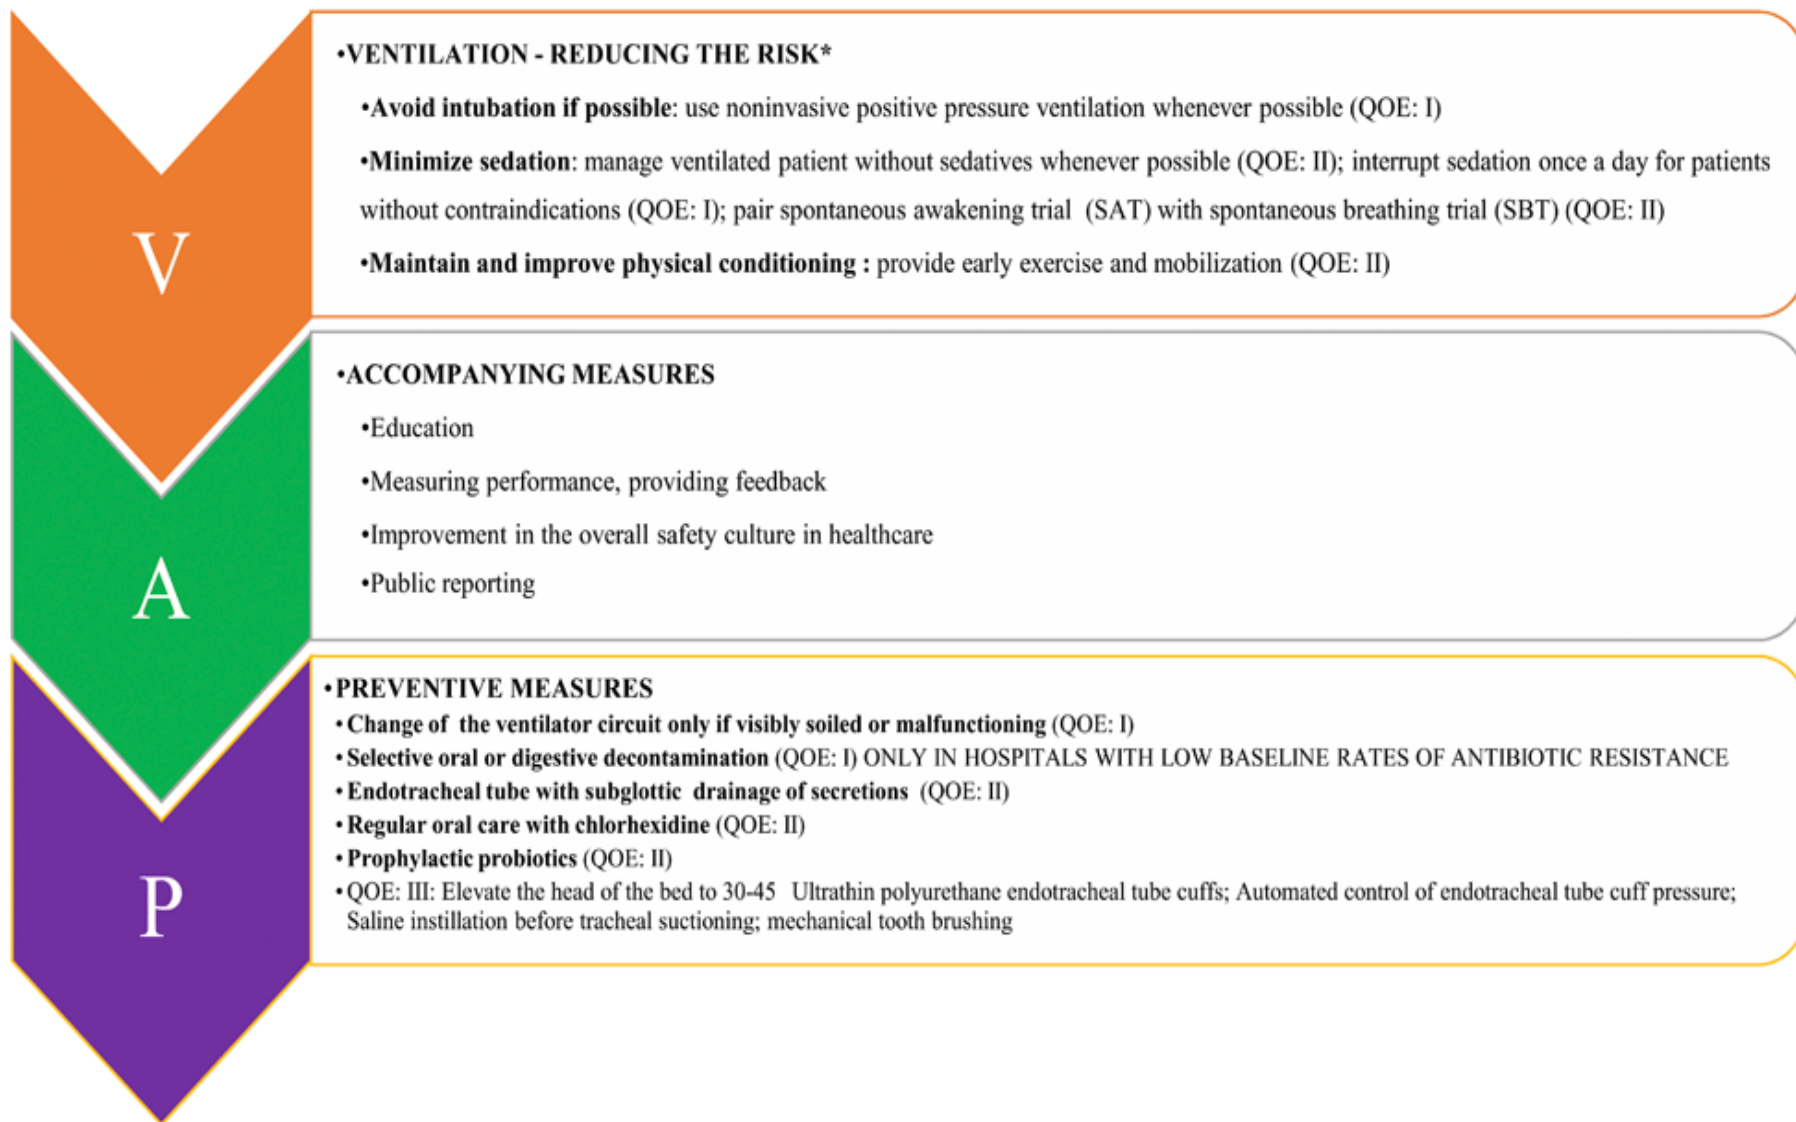 V
•VENTILATION - REDUCING THE RISK*
•Avoid intubation if possible: use noninvasive positive pressure ventilation whenever possible (QOE: I)
•Minimize sedation: manage ventilated patient without sedatives whenever possible (QOE: II); interrupt sedation once a day for patients
without contraindications (QOE: I); pair spontaneous awakening trial (SAT) with spontaneous breathing trial (SBT) (QOE: II)
•Maintain and improve physical conditioning : provide early exercise and mobilization (QOE: II)
A
•ACCOMPANYING MEASURES
•Education
•Measuring performance, providing feedback
•Improvement in the overall safety culture in healthcare
•Public reporting
P
•PREVENTIVE MEASURES
•Change of the ventilator circuit only if visibly soiled or malfunctioning (QOE: I)
•Selective oral or digestive decontamination (QOE: I) ONLY IN HOSPITALS WITH LOW BASELINE RATES OF ANTIBIOTIC RESISTANCE
•Endotracheal tube with subglottic drainage of secretions (QOE: II)
•Regular oral care with chlorhexidine (QOE: II)
•Prophylactic probiotics (QOE: II)
•QOE: III: Elevate the head of the bed to 30-45 Ultrathin polyurethane endotracheal tube cuffs; Automated control of endotracheal tube cuff pressure;
Saline instillation before tracheal suctioning; mechanical tooth brushing